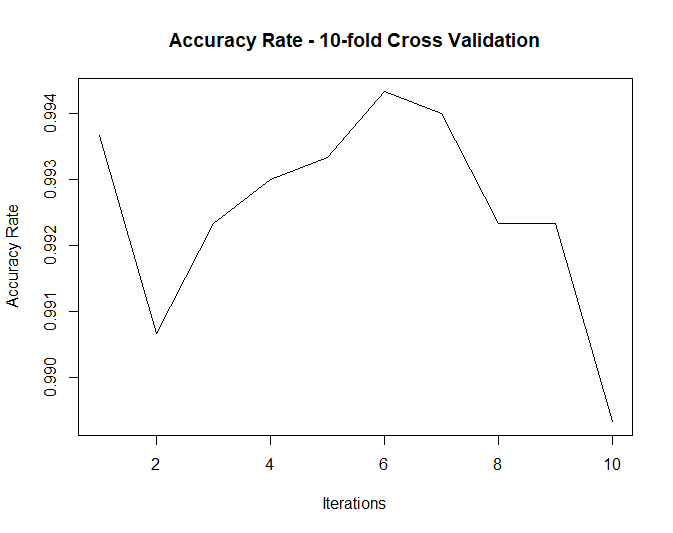 Accuracy Rate - 10-fold Cross Validation
Accuracy Rate
0.994
0.993
0.992
0.991
0.990
2 4 6 8 10
Iterations